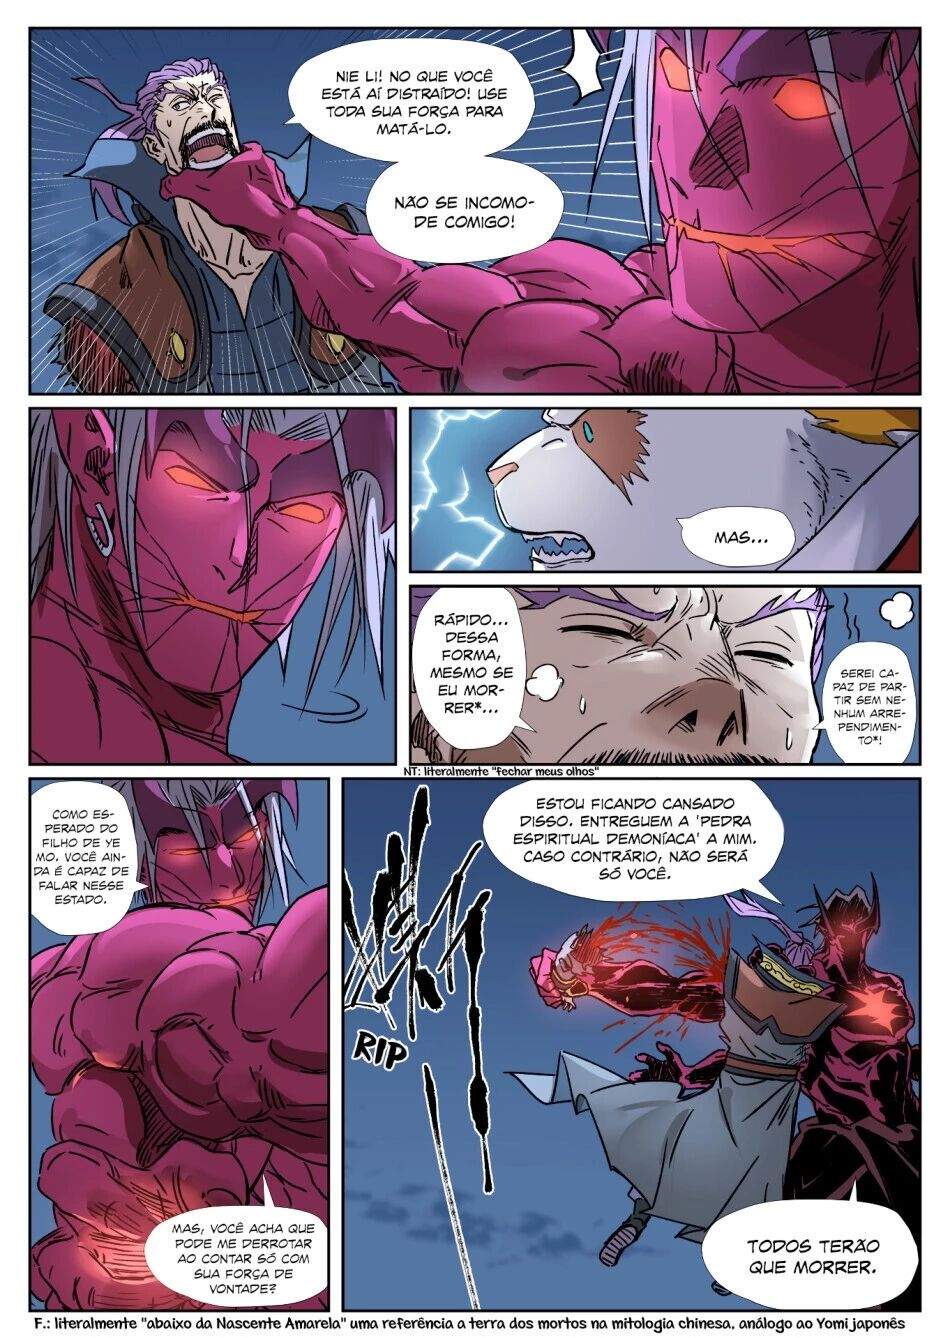 NIE LI! NO QUE VOCÊ
ESTÁ AÍ DISTRAÍDO! USE
TODA SUA FORÇA PARA
MATÁ-LO.
NÃO SE INCOMO-
DE COMIGO!
MAS...
RÁPIDO...
DESSA
FORMA,
MESMO SE
EU MOR-
RER*...
SEREI CA-
PAZ DE PAR-
TIR SEM NE-
NHUM ARRE-
PENDIMEN-
TO*!
NT: literalmente "fechar meus olhos"
COMO ES-
PERADO DO
FILHO DE YE
MO. VOCÊ AIN-
DA É CAPAZ DE
FALAR NESSE
ESTADO.
MAS, VOCÊ ACHA QUE
PODE ME DERROTAR
AO CONTAR SÓ COM
SUA FORÇA DE
VONTADE?
ESTOU FICANDO CANSADO
DISSO. ENTREGUEM A 'PEDRA
ESPIRITUAL DEMONÍACA' A MIM.
CASO CONTRÁRIO, NÃO SERÁ
SÓ VOCÊ.
RIP
TODOS TERÃO
QUE MORRER.
F.: literalmente "abaixo da Nascente Amarela" uma referência a terra dos mortos na mitologia chinesa, análogo ao Yomi japonês